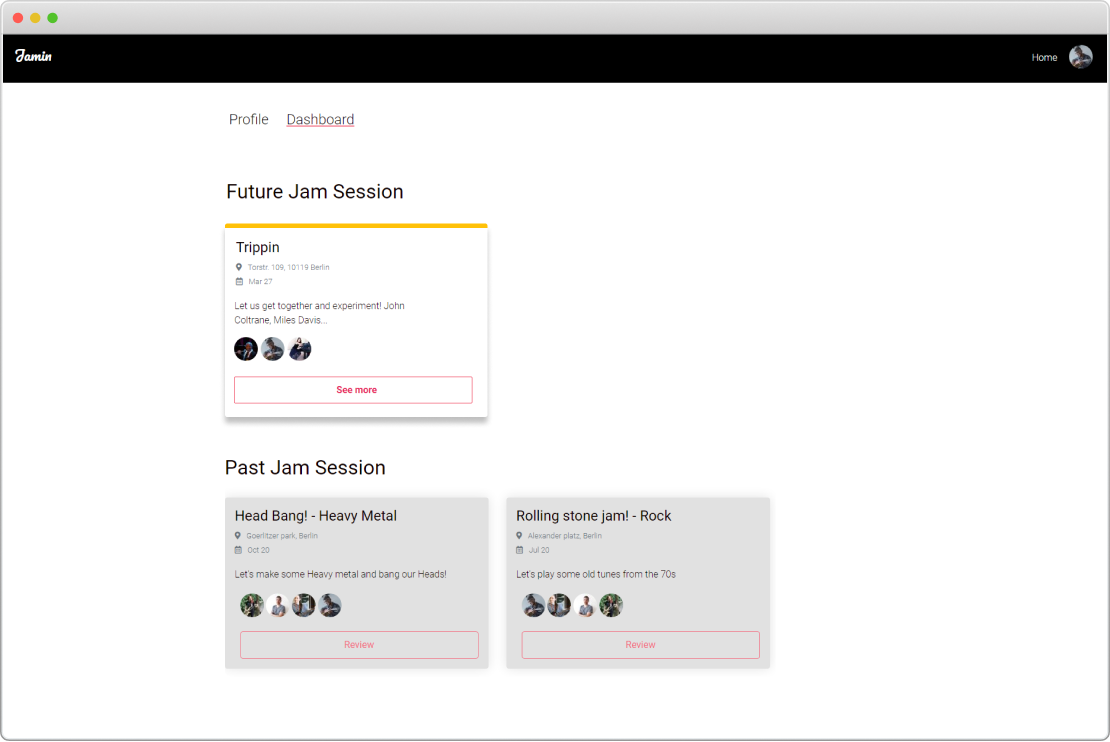 Jamin
Home
Profile
Dashboard
Future Jam Session
Trippin
Torstr. 109, 10119 Berlin
Mar 27
Let us get together and experiment! John
Coltrane, Miles Davis...
See more
Past Jam Session
Head Bang! - Heavy Metal
Goerlitzer park, Berlin
Oct 20
Let's make some Heavy metal and bang our Heads!
Review
Rolling stone jam! - Rock
Alexander platz, Berlin
Jul 20
Let's play some old tunes from the 70s
Review